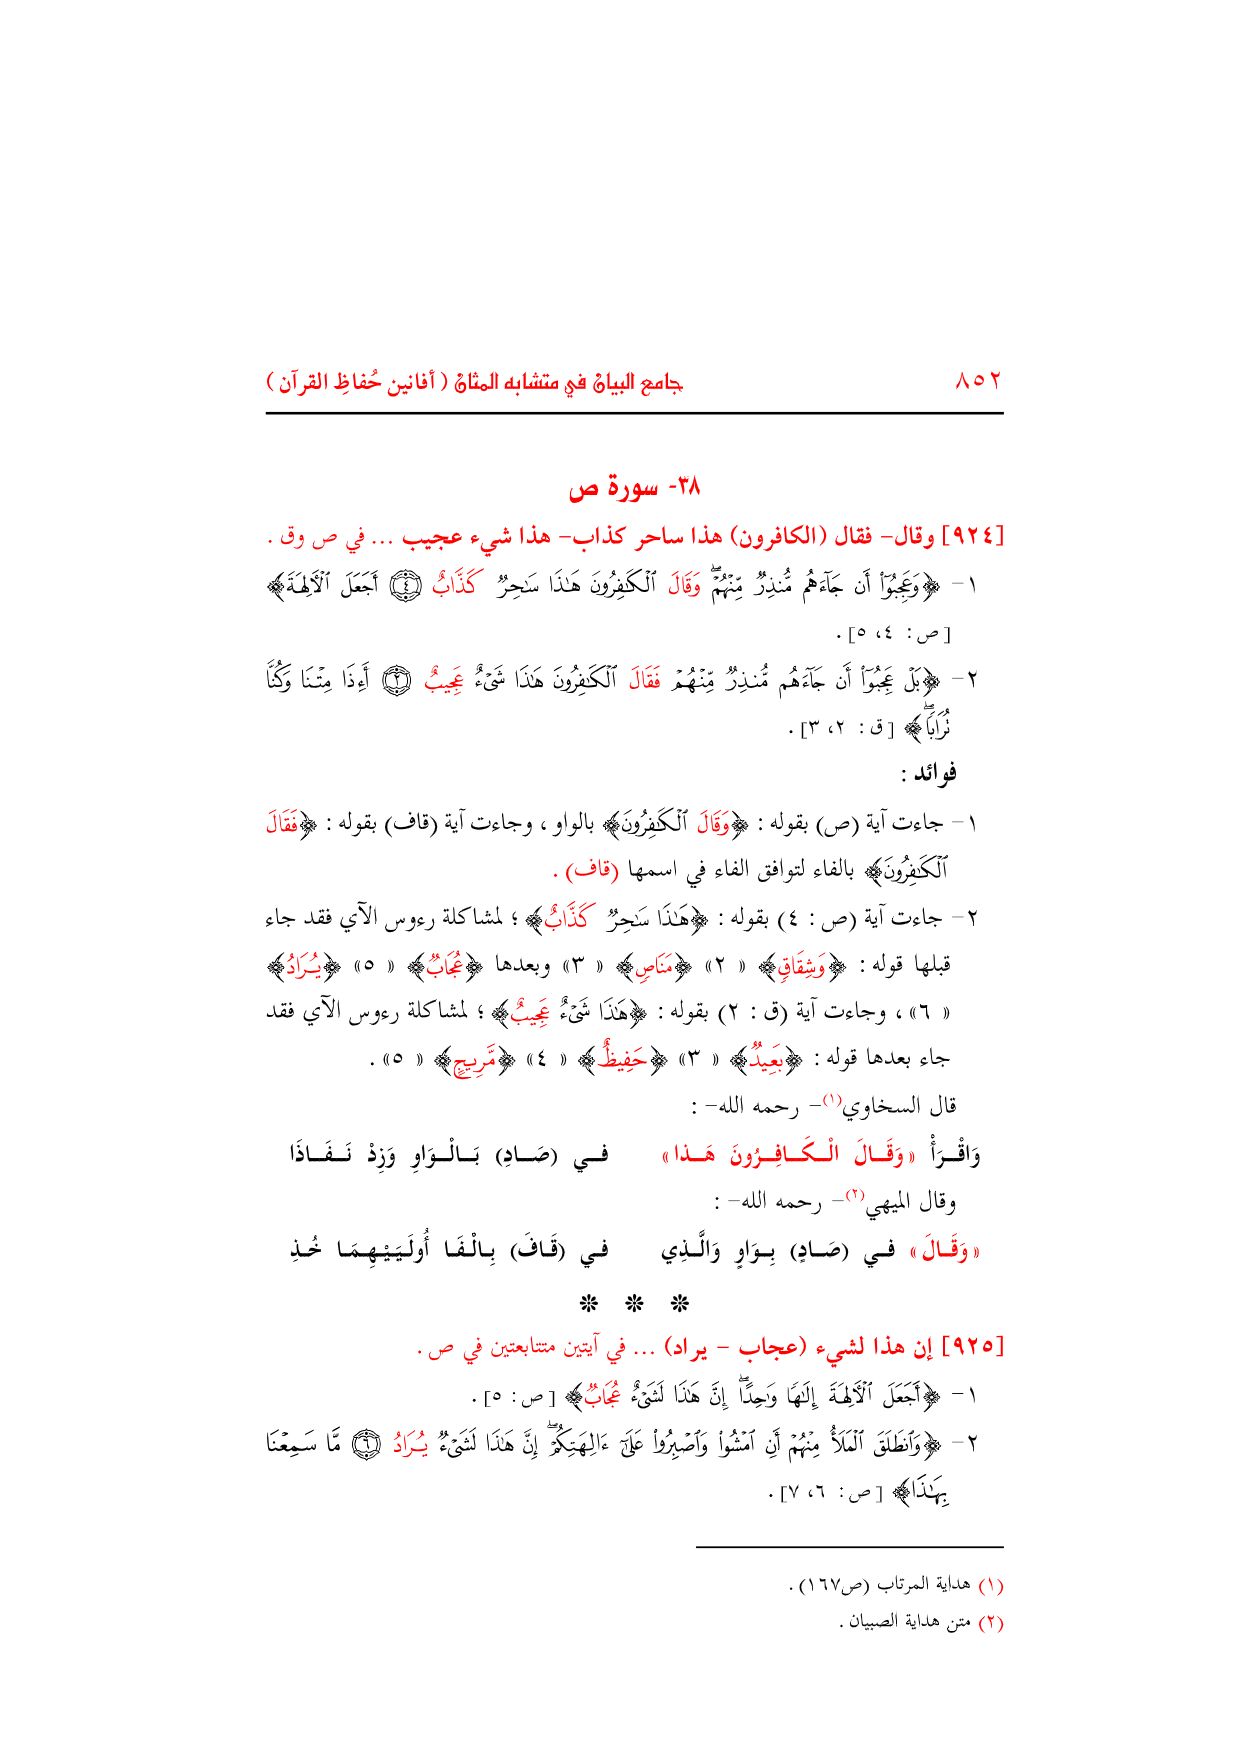 ٨٥٢ جامع البيان في متشابه المثان ( أفانين حُفاظِ القرآن )
٣٨- سورة ص
[٩٢٤] وقال- فقال (الكافرون) هذا ساحر كذاب- هذا شيء عجيب ... في ص وق .
١- ﴿وَعَجِبُوٓاْ أَن جَآءَهُم مُّنذِرٞ مِّنۡهُمۡۖ وَقَالَ ٱلۡكَٰفِرُونَ هَٰذَا سَٰحِرٞ كَذَّابٌ ٤ أَجَعَلَ ٱلۡأٓلِهَةَ﴾
[ص: ٤، ٥] .
٢- ﴿بَلۡ عَجِبُوٓاْ أَن جَآءَهُم مُّنذِرٞ مِّنۡهُمۡ فَقَالَ ٱلۡكَٰفِرُونَ هَٰذَا شَيۡءٌ عَجِيبٌ ٢ أَءِذَا مِتۡنَا وَكُنَّا
تُرَابٗاۖ﴾ [ق: ٢، ٣] .
فوائد :
١- جاءت آية (ص) بقوله : ﴿وَقَالَ ٱلۡكَٰفِرُونَ﴾ بالواو ، وجاءت آية (قاف) بقوله : ﴿فَقَالَ
ٱلۡكَٰفِرُونَ﴾ بالفاء لتوافق الفاء في اسمها (قاف) .
٢- جاءت آية (ص : ٤) بقوله : ﴿هَٰذَا سَٰحِرٞ كَذَّابٌ﴾ ؛ لمشاكلة رءوس الآي فقد جاء
قبلها قوله : ﴿وَشِقَاقٖ﴾ « ٢» ﴿مَنَاصٖ﴾ « ٣» وبعدها ﴿عُجَابٞ﴾ « ٥» ﴿يُرَادُ﴾
« ٦» ، وجاءت آية (ق : ٢) بقوله : ﴿هَٰذَا شَيۡءٌ عَجِيبٌ﴾ ؛ لمشاكلة رءوس الآي فقد
جاء بعدها قوله : ﴿بَعِيدٞ﴾ « ٣» ﴿حَفِيظُۢ﴾ « ٤» ﴿مَّرِيجٍ﴾ « ٥» .
قال السخاوي(١)- رحمه الله- :
وَاقْـرَأْ « وَقَـالَ الْـكَـافِـرُونَ هَـذا » فـي (صَـادِ) بَـالْـوَاوِ وَزِدْ نَـفَـاذَا
وقال الميهي(٢)- رحمه الله- :
« وَقَـالَ » فـي (صَـادٍ) بِـوَاوٍ وَالَّـذِي فـي (قَـافَ) بِـالْـفَـا أُولَـيَـيْـهِـمَـا خُـذِ
❊ ❊ ❊
[٩٢٥] إن هذا لشيء (عجاب - يراد) ... في آيتين متتابعتين في ص .
١- ﴿أَجَعَلَ ٱلۡأٓلِهَةَ إِلَٰهٗا وَٰحِدًاۖ إِنَّ هَٰذَا لَشَيۡءٌ عُجَابٞ﴾ [ص: ٥] .
٢- ﴿وَٱنطَلَقَ ٱلۡمَلَأُ مِنۡهُمۡ أَنِ ٱمۡشُواْ وَٱصۡبِرُواْ عَلَىٰٓ ءَالِهَتِكُمۡۖ إِنَّ هَٰذَا لَشَيۡءٞ يُرَادُ ٦ مَا سَمِعۡنَا
بِهَٰذَا﴾ [ص: ٦، ٧] .
(١) هداية المرتاب (ص١٦٧) .
(٢) متن هداية الصبيان .